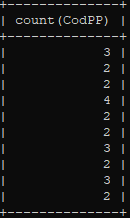 +--------------+
| count(CodPP) |
+--------------+
|            3 |
|            2 |
|            2 |
|            4 |
|            2 |
|            2 |
|            3 |
|            2 |
|            3 |
|            2 |
+--------------+